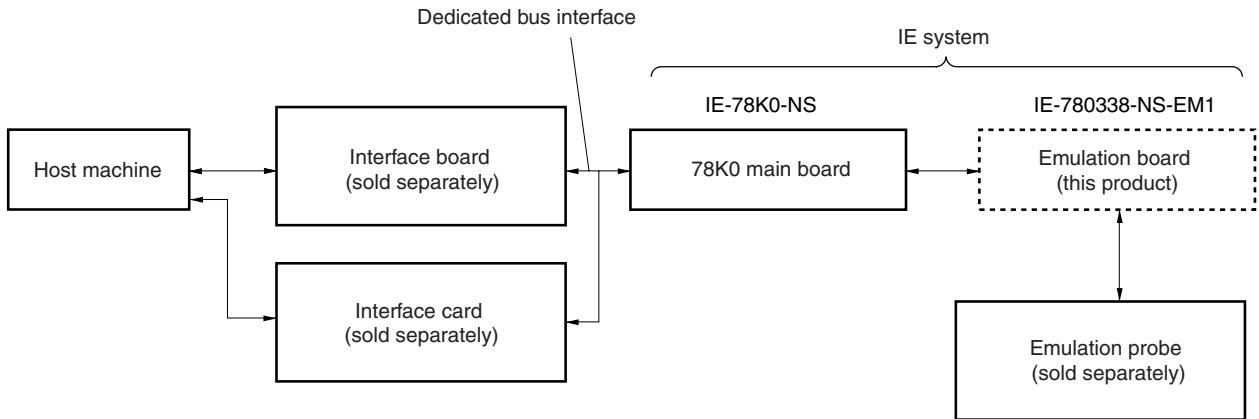 Dedicated bus interface
IE system
IE-78K0-NS
IE-780338-NS-EM1
Host machine
Interface board
(sold separately)
78K0 main board
Emulation board
(this product)
Interface card
(sold separately)
Emulation probe
(sold separately)